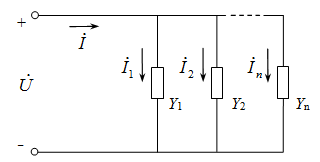 +
İ
İ₁
İ₂
İₙ
U̇
Y₁
Y₂
Yₙ
-